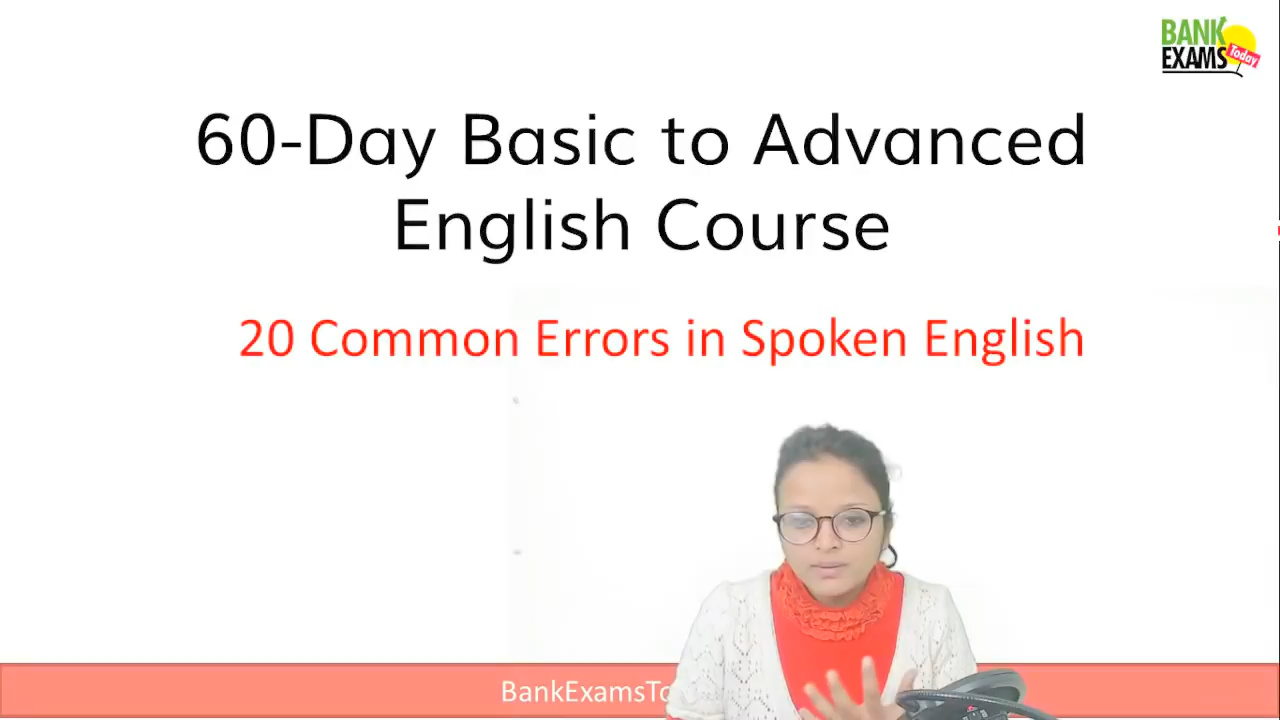 BANK
EXAMS
Today
60-Day Basic to Advanced
English Course
20 Common Errors in Spoken English